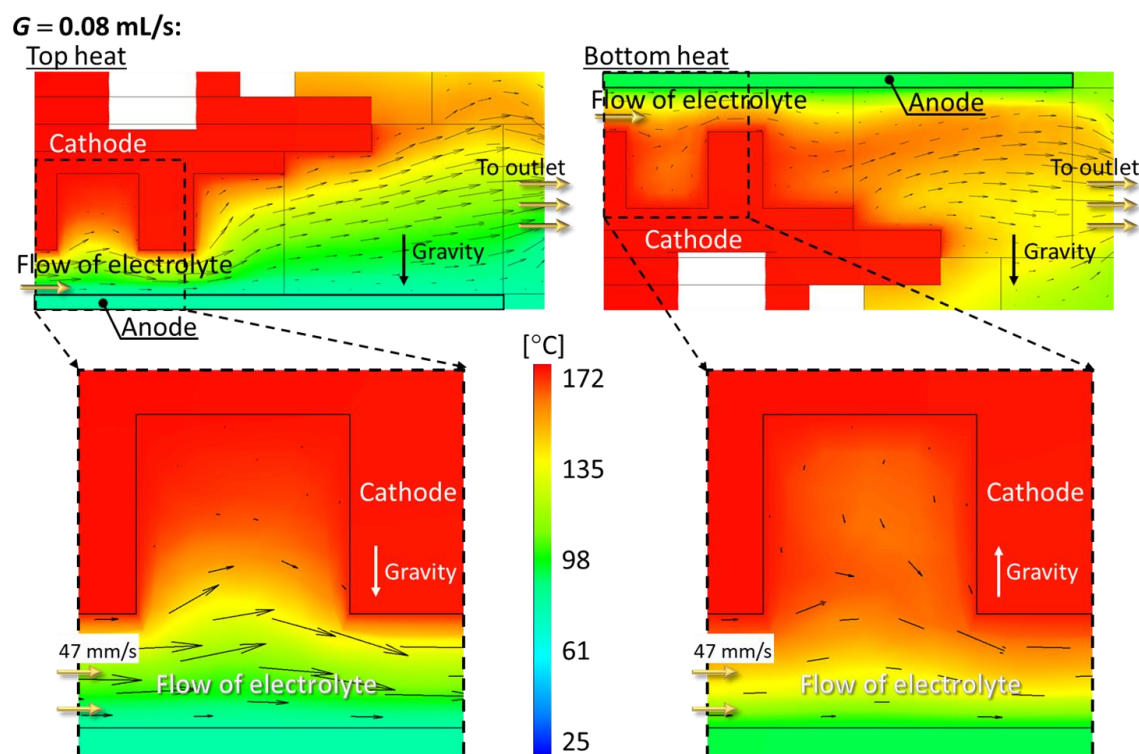 G = 0.08 mL/s:
Top heat
Bottom heat
Cathode
Flow of electrolyte
Anode
Gravity
To outlet
Flow of electrolyte
Anode
Cathode
Gravity
To outlet
[°C]
172
135
98
61
25
Cathode
Gravity
47 mm/s
Flow of electrolyte
Cathode
Gravity
47 mm/s
Flow of electrolyte